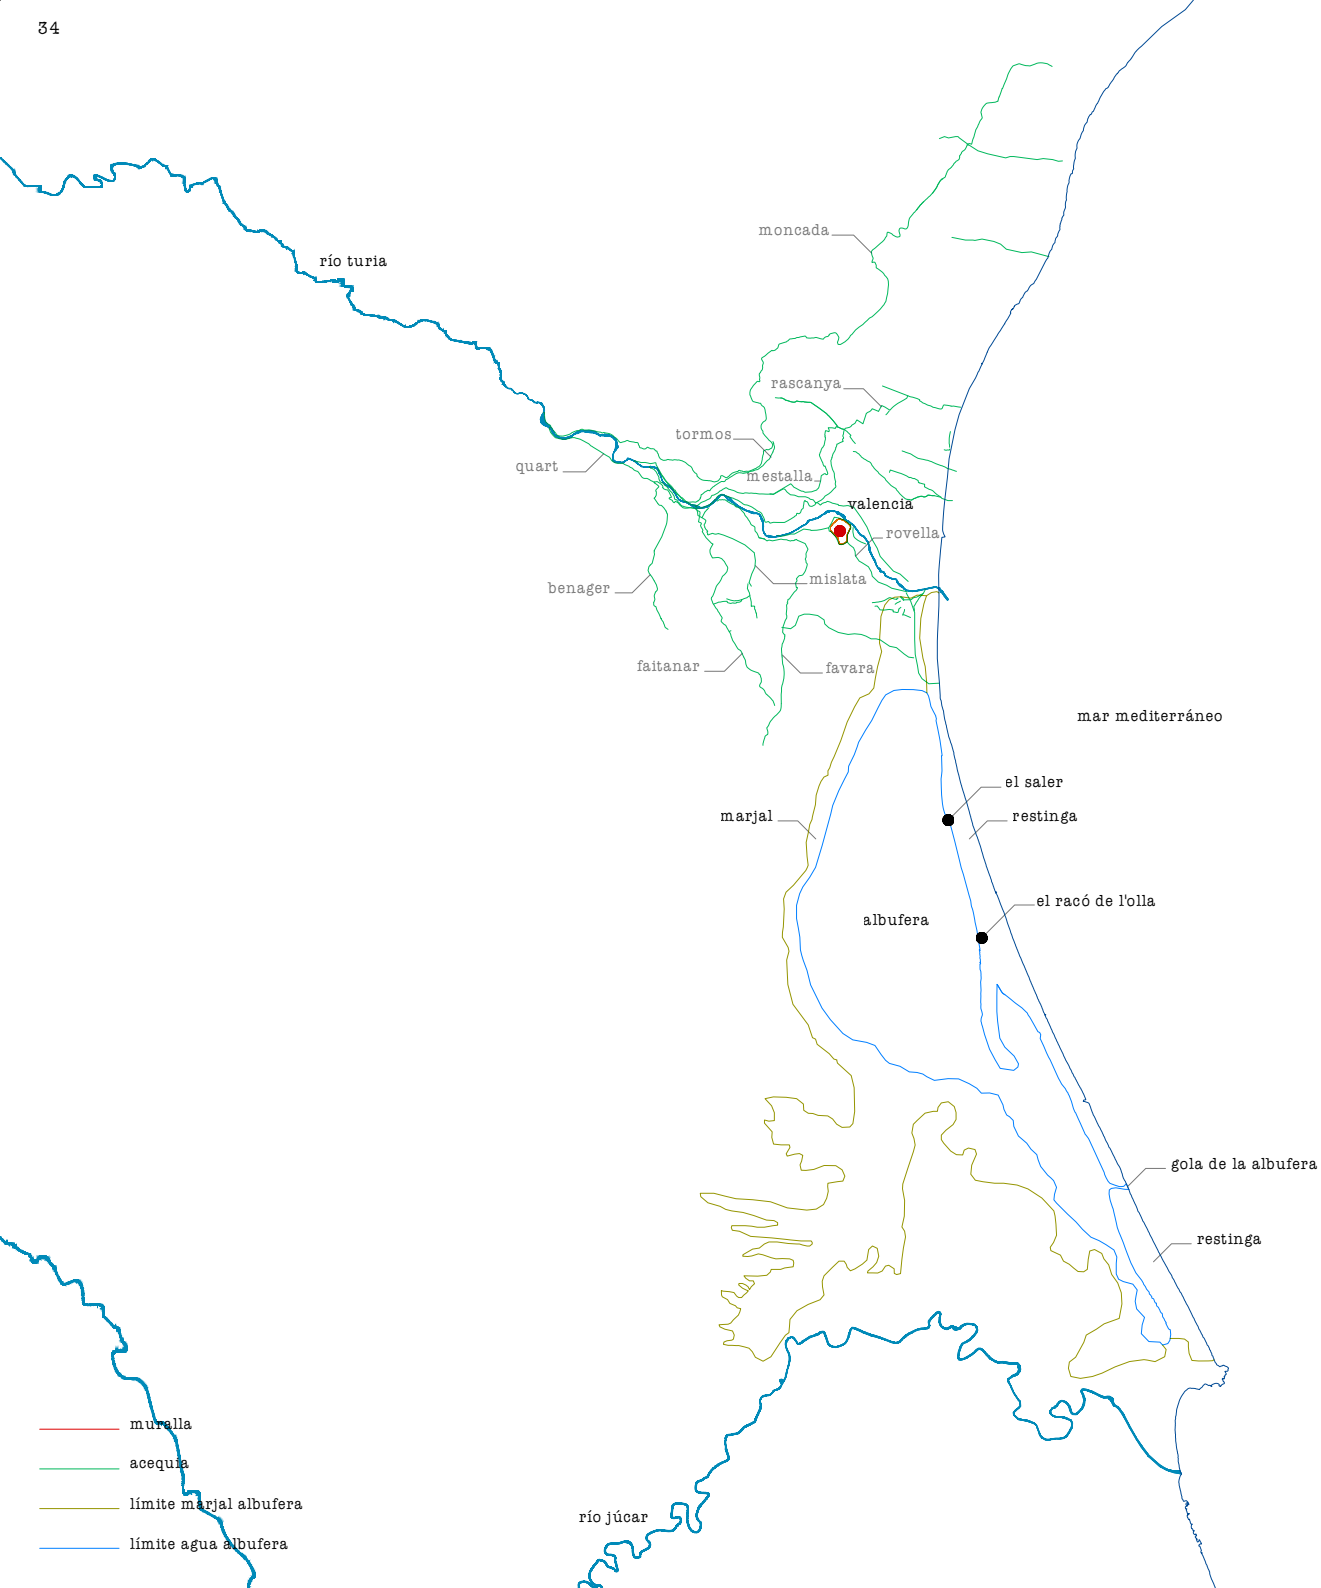 34
moncada
río turia
rascanya
tormos
quart
mestalla
valencia
rovella
benager
mislata
faitanar
favara
mar mediterráneo
el saler
marjal
restinga
el racó de l'olla
albufera
gola de la albufera
restinga
muralla
acequia
límite marjal albufera
río júcar
límite agua albufera